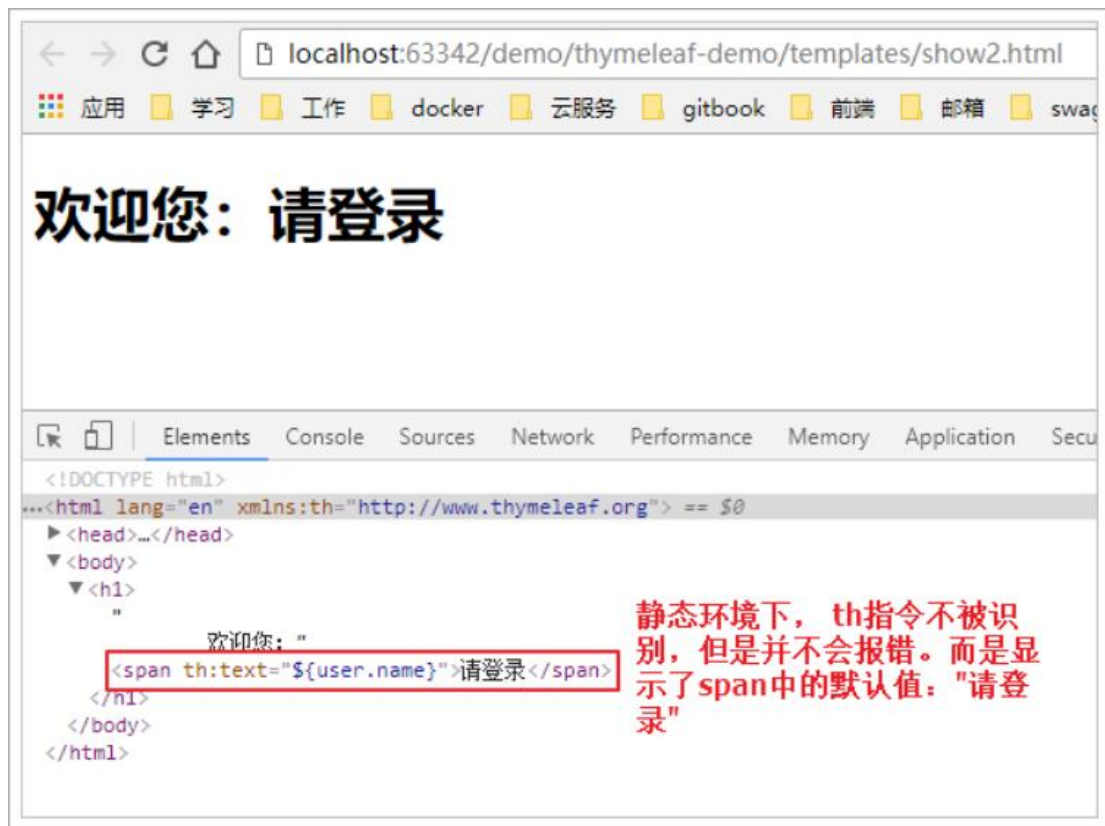 localhost:63342/demo/thymeleaf-demo/templates/show2.html
应用 学习 工作 docker 云服务 gitbook 前端 邮箱 swag
欢迎您：请登录
Elements Console Sources Network Performance Memory Application Secu
<!DOCTYPE html>
...<html lang="en" xmlns:th="http://www.thymeleaf.org"> == $0
▶<head>…</head>
▼<body>
▼<h1>
"
欢迎您："
<span th:text="${user.name}">请登录</span>
</h1>
</body>
</html>
静态环境下， th指令不被识
别，但是并不会报错。而是显
示了span中的默认值："请登
录"